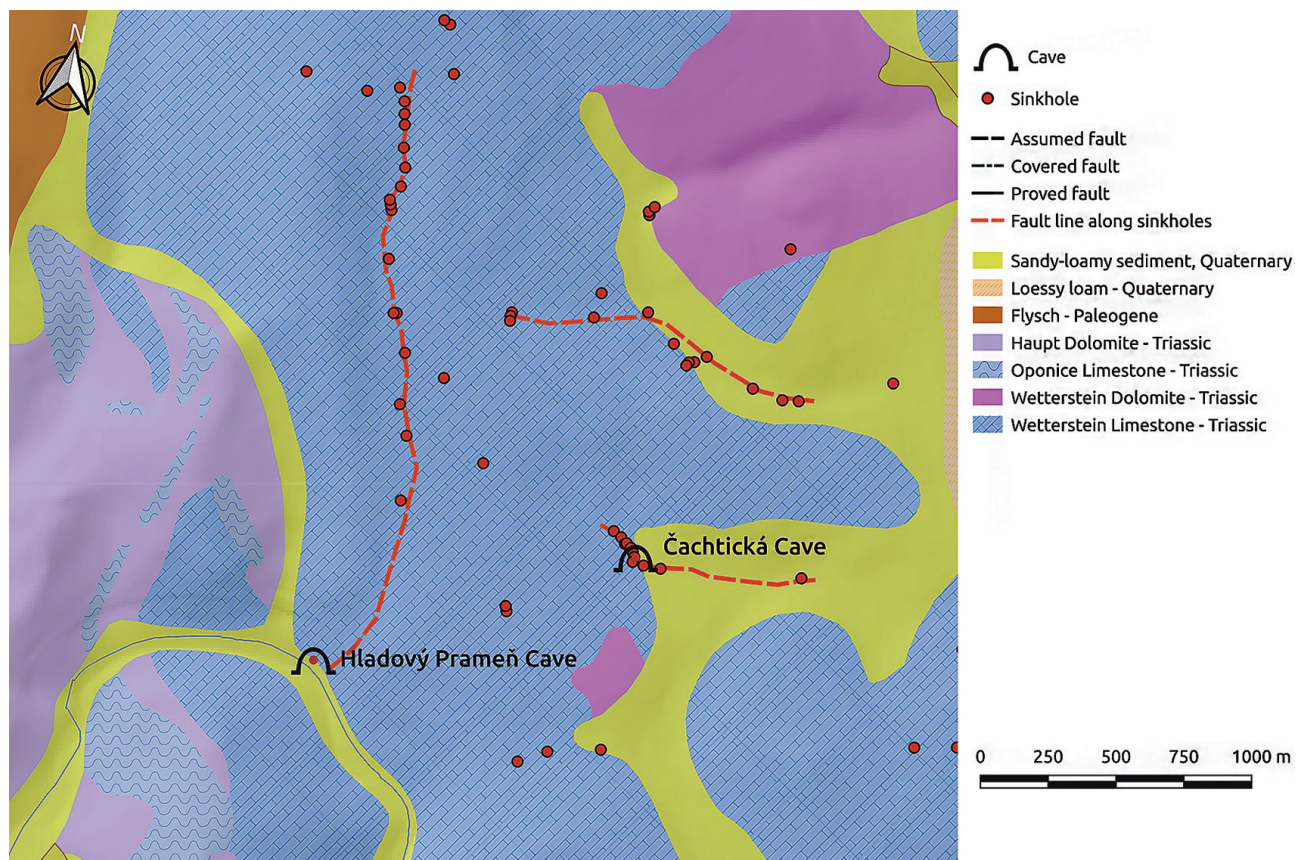 N
Čachtická Cave
Hladový Prameň Cave
Cave
Sinkhole
Assumed fault
Covered fault
Proved fault
Fault line along sinkholes
Sandy-loamy sediment, Quaternary
Loessy loam - Quaternary
Flysch - Paleogene
Haupt Dolomite - Triassic
Oponice Limestone - Triassic
Wetterstein Dolomite - Triassic
Wetterstein Limestone - Triassic
0 250 500 750 1000 m